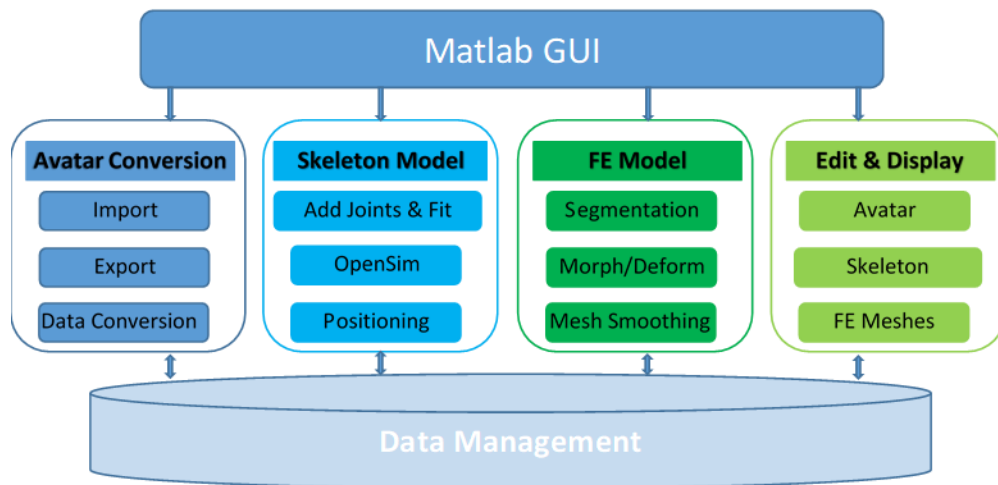 Matlab GUI
Avatar Conversion
Import
Export
Data Conversion
Skeleton Model
Add Joints & Fit
OpenSim
Positioning
FE Model
Segmentation
Morph/Deform
Mesh Smoothing
Edit & Display
Avatar
Skeleton
FE Meshes
Data Management